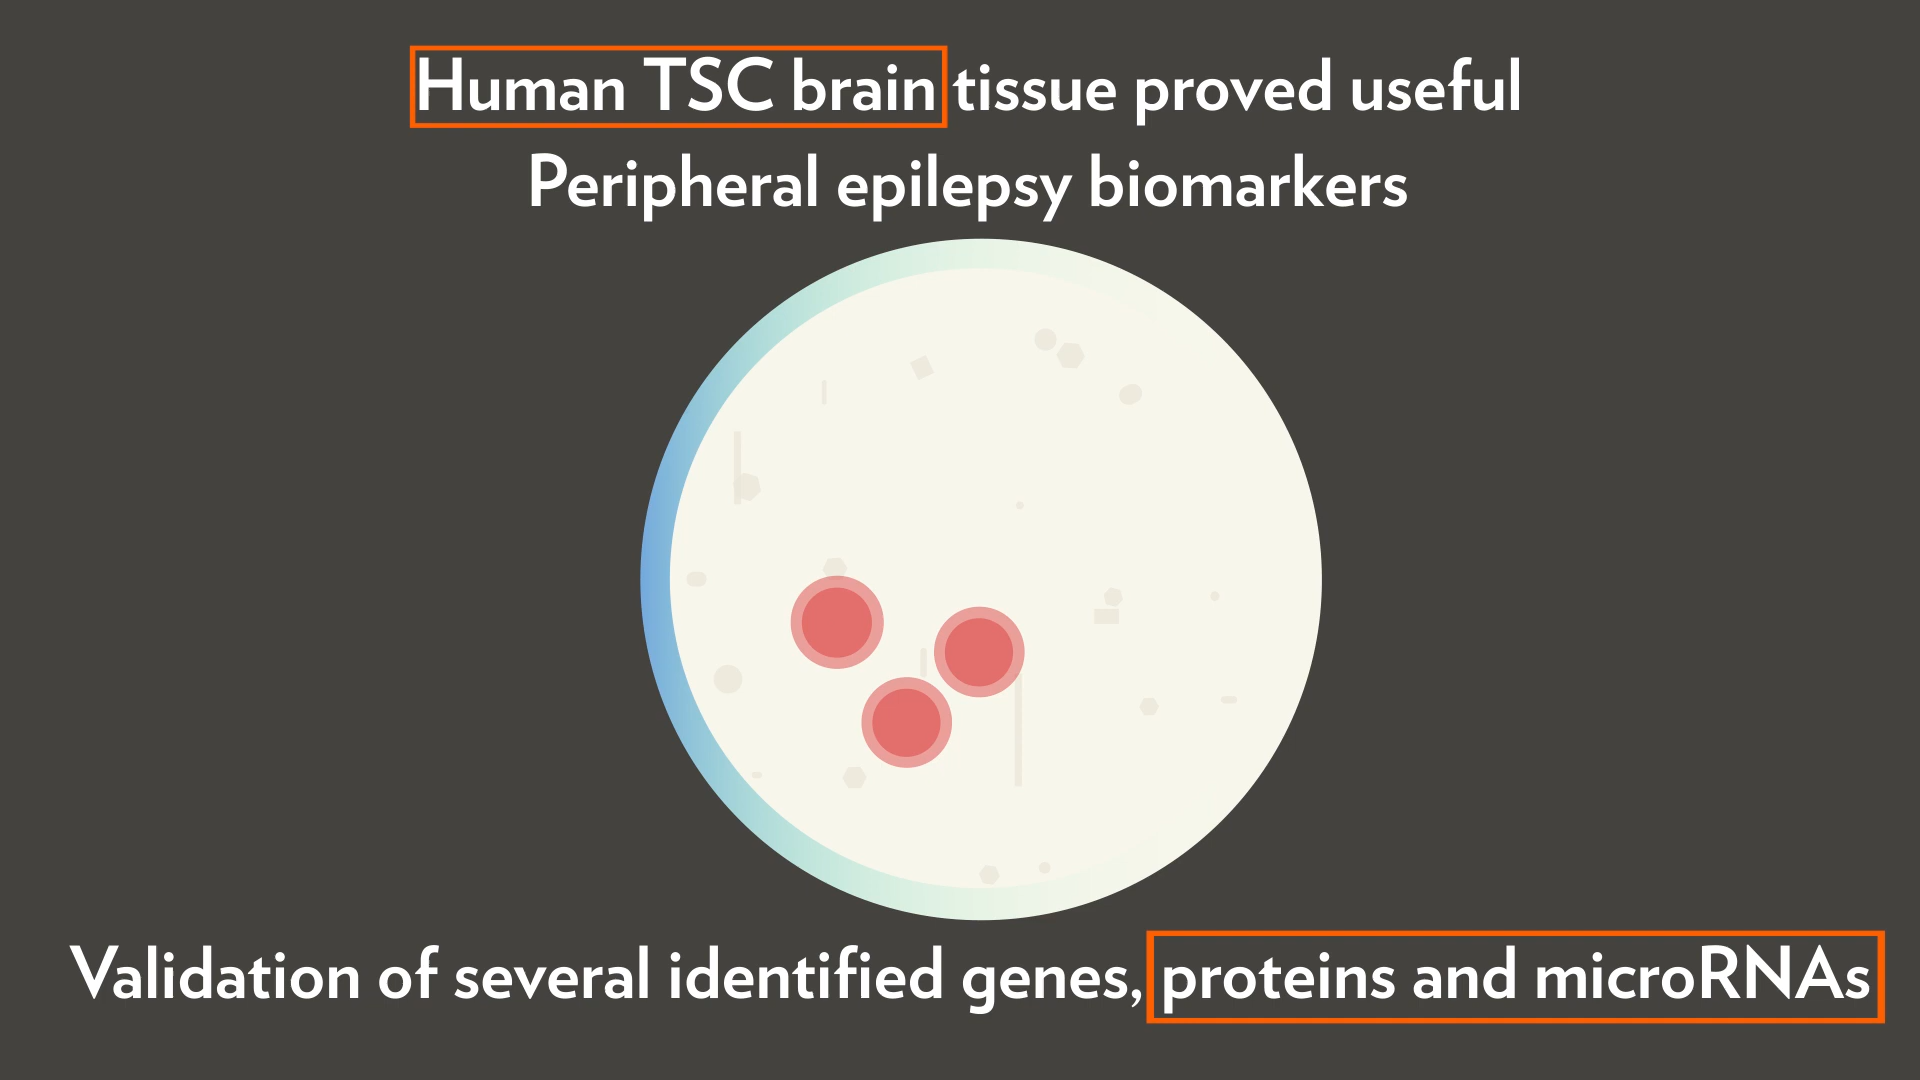 Human TSC brain tissue proved useful
Peripheral epilepsy biomarkers
Validation of several identified genes, proteins and microRNAs